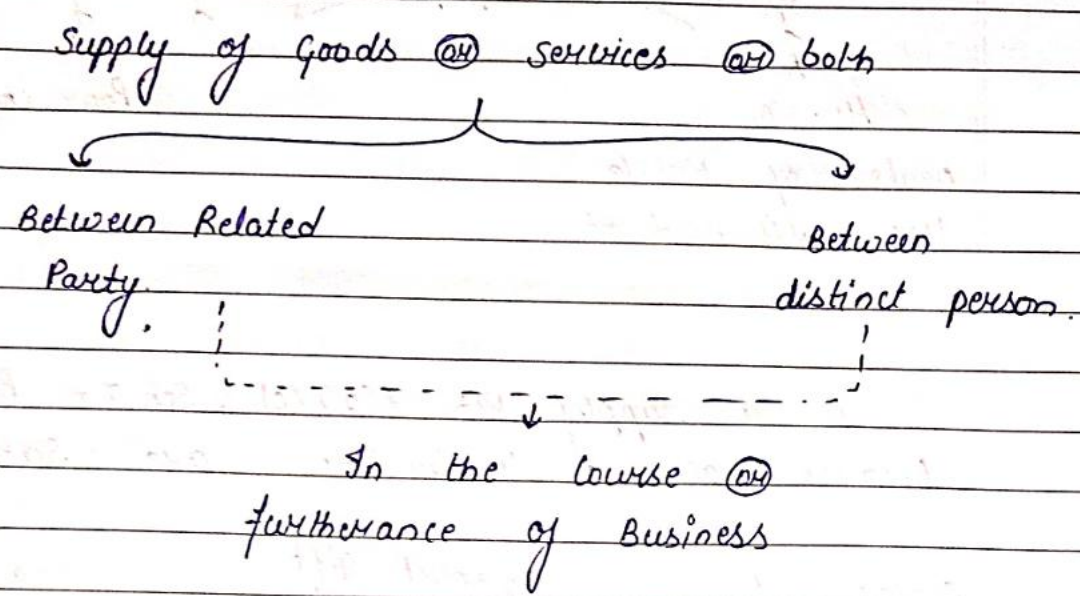 Supply of Goods or services or both
Between Related
Party.
Between
distinct person.
In the Course or
furtherance of Business